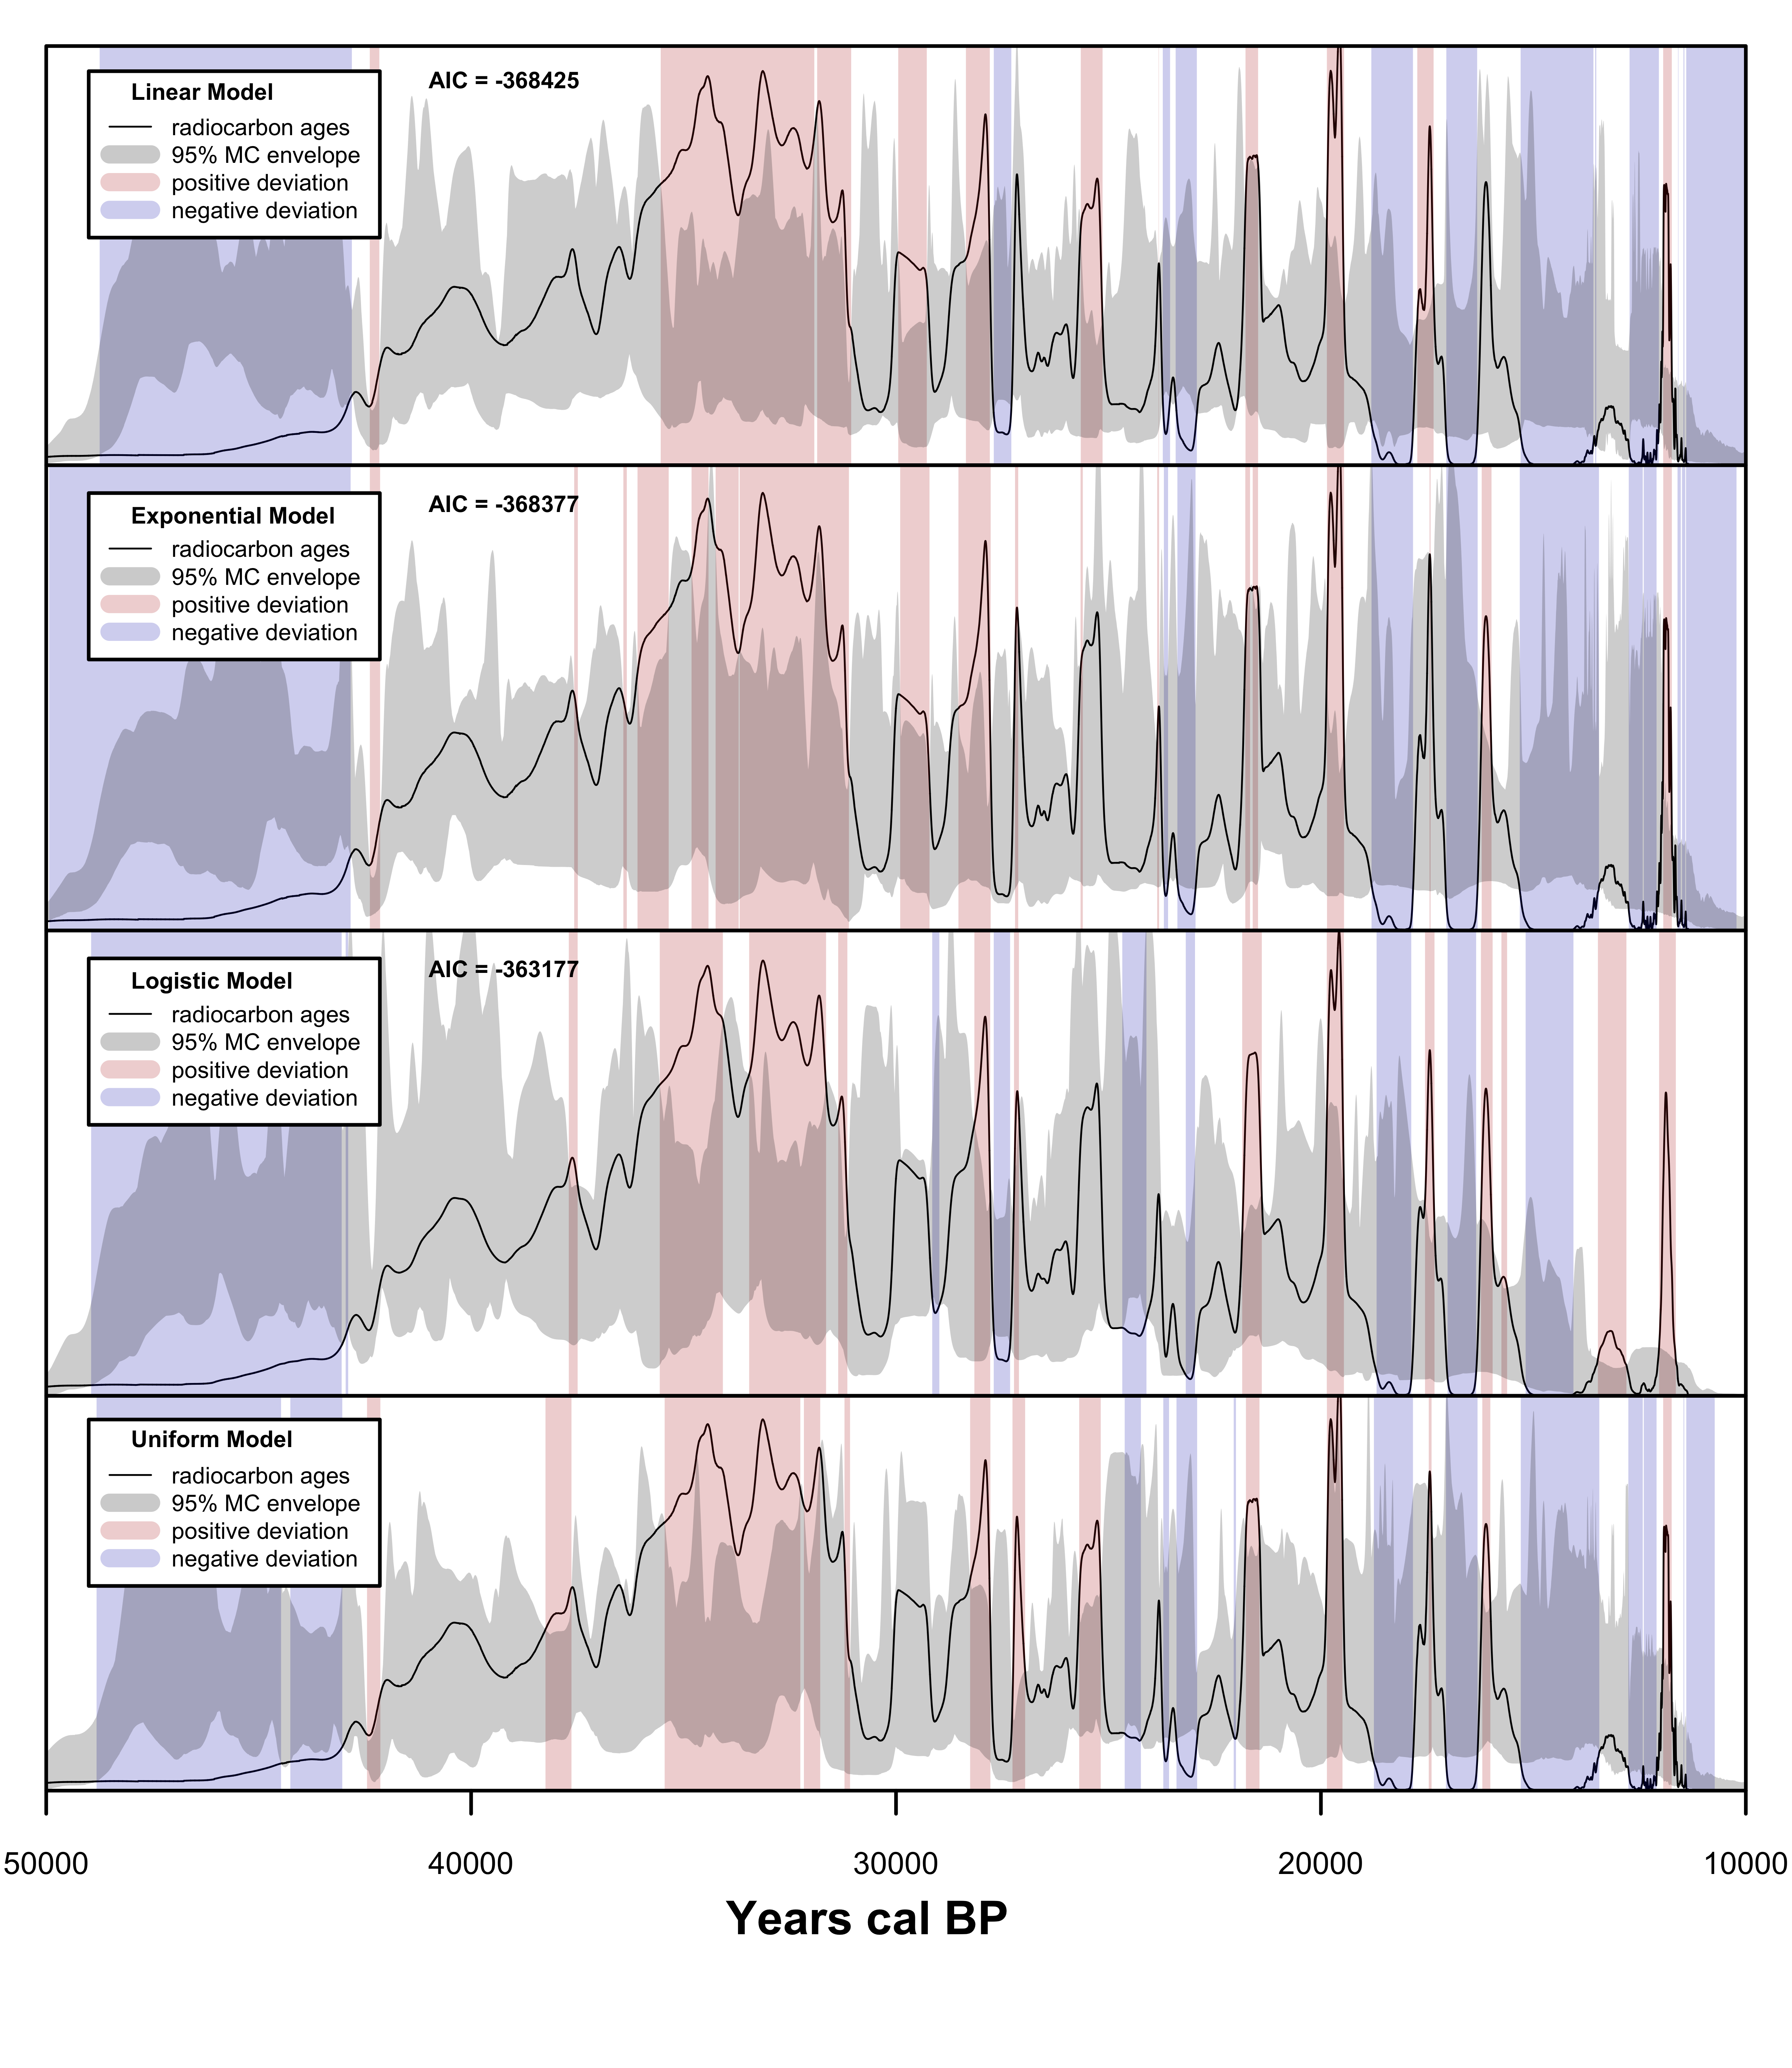 Linear Model
AIC = -368425
radiocarbon ages
95% MC envelope
positive deviation
negative deviation
Exponential Model
AIC = -368377
radiocarbon ages
95% MC envelope
positive deviation
negative deviation
Logistic Model
AIC = -363177
radiocarbon ages
95% MC envelope
positive deviation
negative deviation
Uniform Model
radiocarbon ages
95% MC envelope
positive deviation
negative deviation
50000 40000 30000 20000 10000
Years cal BP